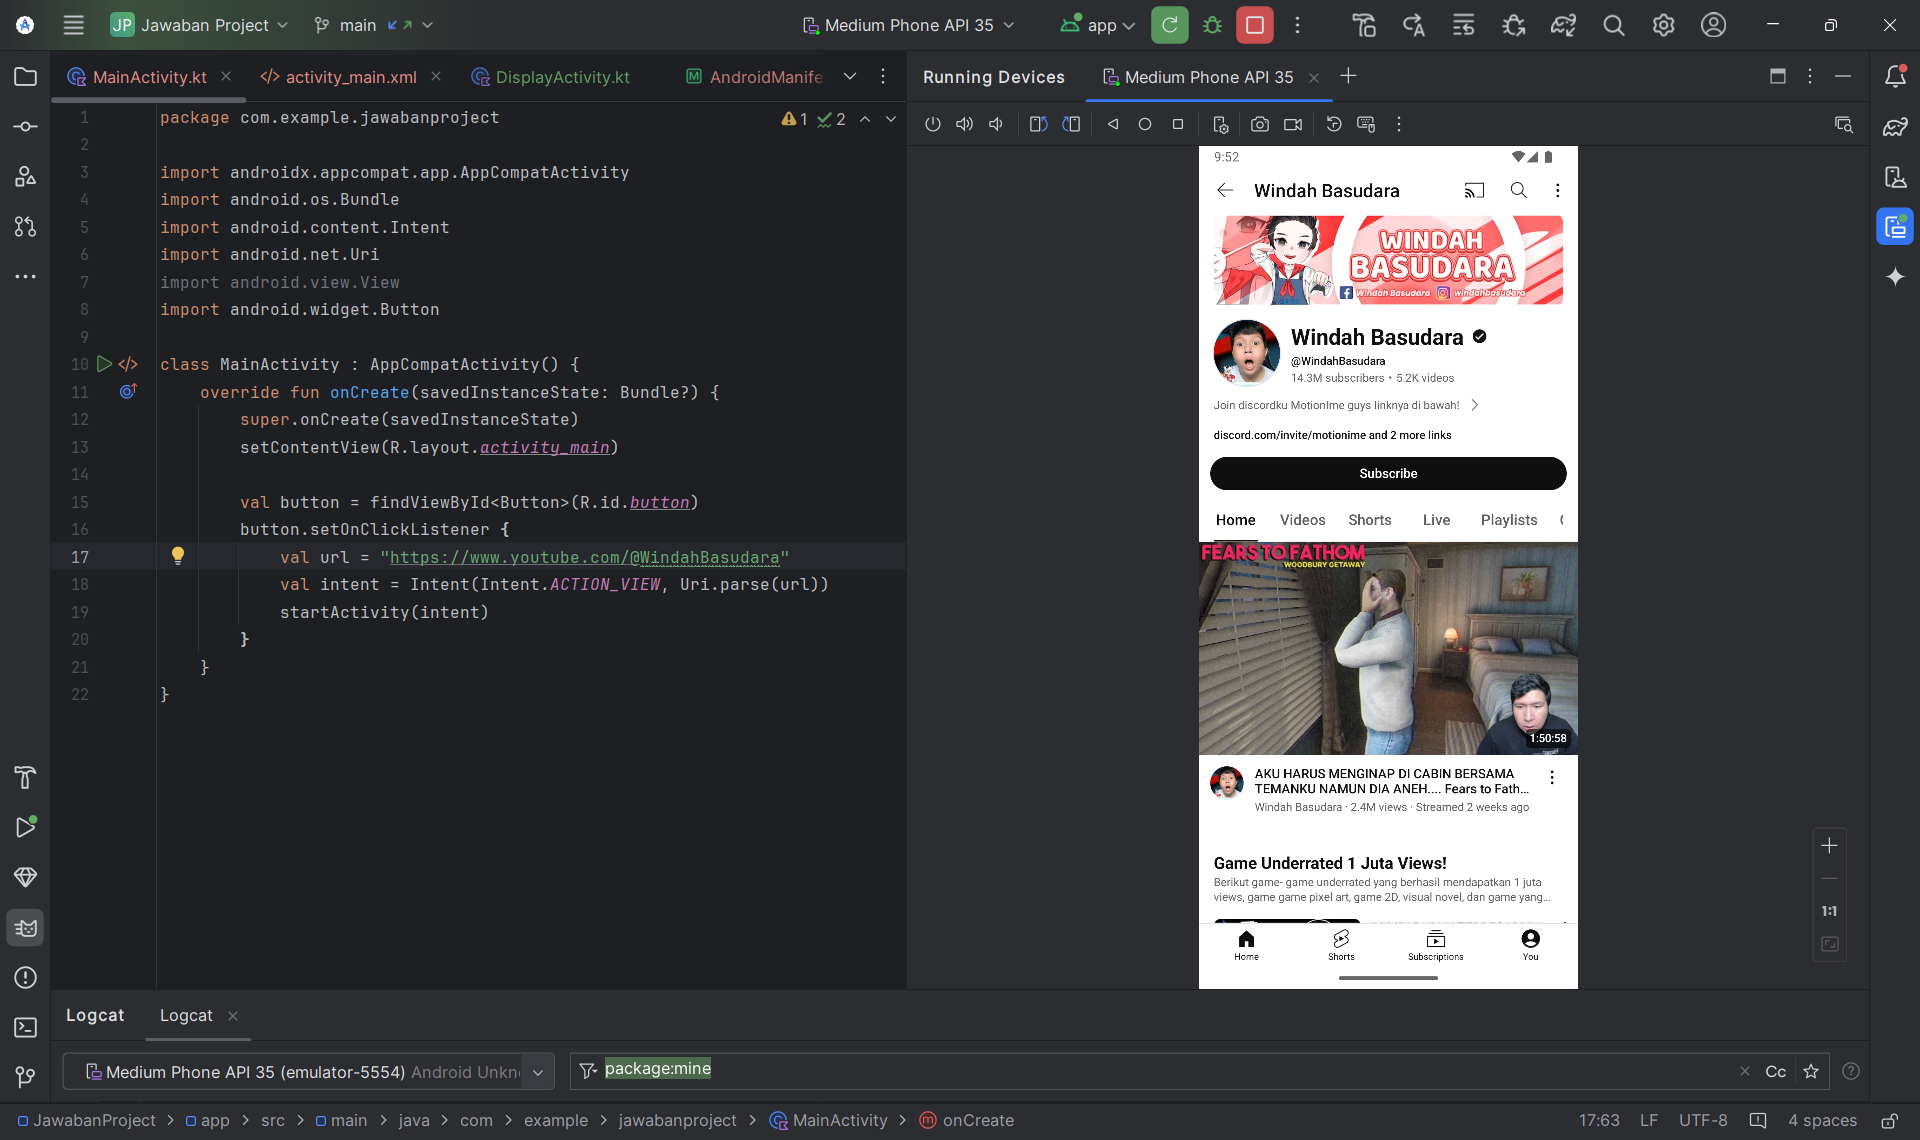 JP Jawaban Project
main
Medium Phone API 35
app
MainActivity.kt
activity_main.xml
DisplayActivity.kt
AndroidManife
Running Devices
Medium Phone API 35
1 package com.example.jawabanproject
1 2
2
3 import androidx.appcompat.app.AppCompatActivity
4 import android.os.Bundle
5 import android.content.Intent
6 import android.net.Uri
7 import android.view.View
8 import android.widget.Button
9
10 class MainActivity : AppCompatActivity() {
11 override fun onCreate(savedInstanceState: Bundle?) {
12 super.onCreate(savedInstanceState)
13 setContentView(R.layout.activity_main)
14
15 val button = findViewById<Button>(R.id.button)
16 button.setOnClickListener {
17 val url = "https://www.youtube.com/@WindahBasudara"
18 val intent = Intent(Intent.ACTION_VIEW, Uri.parse(url))
19 startActivity(intent)
20 }
21 }
22 }
9:52
Windah Basudara
WINDAH
BASUDARA
Windah Basudara windahbasudara
Windah Basudara
@WindahBasudara
14.3M subscribers • 5.2K videos
Join discordku MotionIme guys linknya di bawah!
discord.com/invite/motionime and 2 more links
Subscribe
Home Videos Shorts Live Playlists
FEARS TO FATHOM
WOODBURY GETAWAY
1:50:58
AKU HARUS MENGINAP DI CABIN BERSAMA
TEMANKU NAMUN DIA ANEH.... Fears to Fath...
Windah Basudara · 2.4M views · Streamed 2 weeks ago
Game Underrated 1 Juta Views!
Berikut game- game underrated yang berhasil mendapatkan 1 juta
views, game game pixel art, game 2D, visual novel, dan game yang...
Home Shorts Subscriptions You
1:1
Logcat
Logcat
Medium Phone API 35 (emulator-5554) Android Unkn
package:mine
Cc
JawabanProject > app > src > main > java > com > example > jawabanproject > MainActivity > onCreate
17:63 LF UTF-8 4 spaces